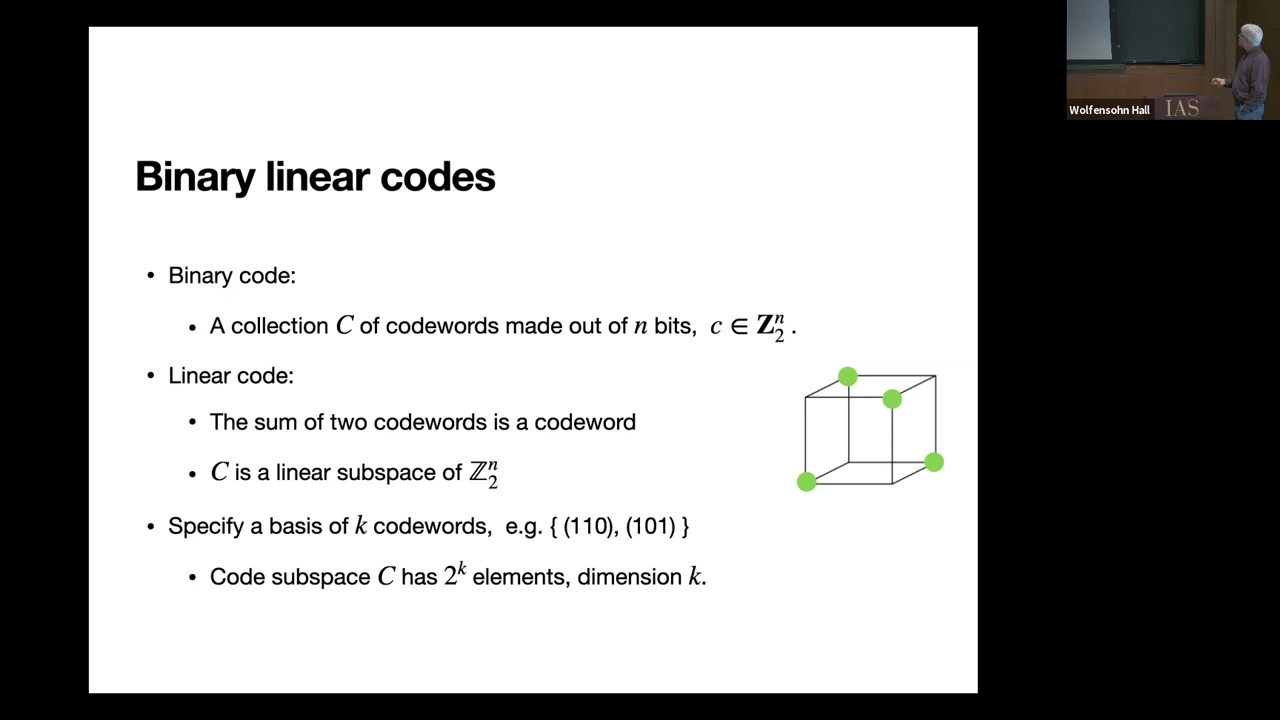 Binary linear codes
• Binary code:
• A collection C of codewords made out of n bits, c ∈ Z₂ⁿ .
• Linear code:
• The sum of two codewords is a codeword
• C is a linear subspace of ℤ₂ⁿ
• Specify a basis of k codewords, e.g. { (110), (101) }
• Code subspace C has 2ᵏ elements, dimension k.
Wolfensohn Hall
IAS